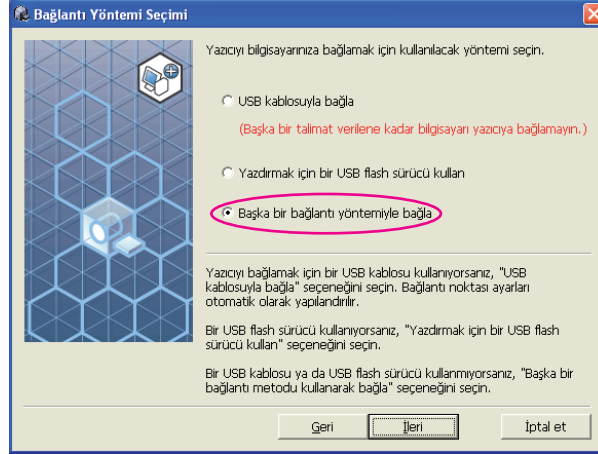 Bağlantı Yöntemi Seçimi
Yazıcıyı bilgisayarınıza bağlamak için kullanılacak yöntemi seçin.
USB kablosuyla bağla
(Başka bir talimat verilene kadar bilgisayarı yazıcıya bağlamayın.)
Yazdırmak için bir USB flash sürücü kullan
Başka bir bağlantı yöntemiyle bağla
Yazıcıyı bağlamak için bir USB kablosu kullanıyorsanız, "USB
kablosuyla bağla" seçeneğini seçin. Bağlantı noktası ayarları
otomatik olarak yapılandırılır.
Bir USB flash sürücü kullanıyorsanız, "Yazdırmak için bir USB flash
sürücü kullan" seçeneğini seçin.
Bir USB kablosu ya da USB flash sürücü kullanmıyorsanız, "Başka bir
bağlantı metodu kullanarak bağla" seçeneğini seçin.
Geri
İleri
İptal et